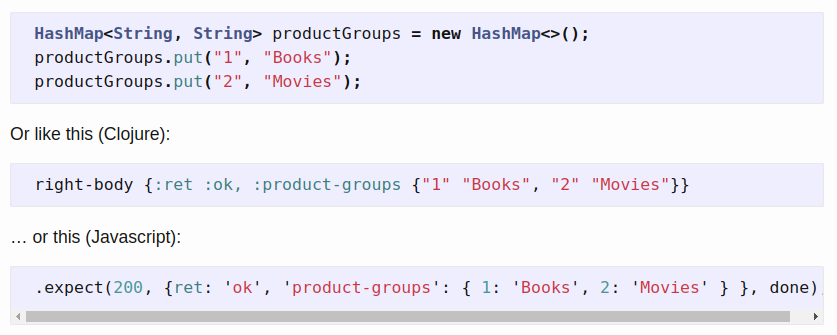 HashMap<String, String> productGroups = new HashMap<>();
productGroups.put("1", "Books");
productGroups.put("2", "Movies");
Or like this (Clojure):
right-body {:ret :ok, :product-groups {"1" "Books", "2" "Movies"}}
… or this (Javascript):
.expect(200, {ret: 'ok', 'product-groups': { 1: 'Books', 2: 'Movies' } }, done)